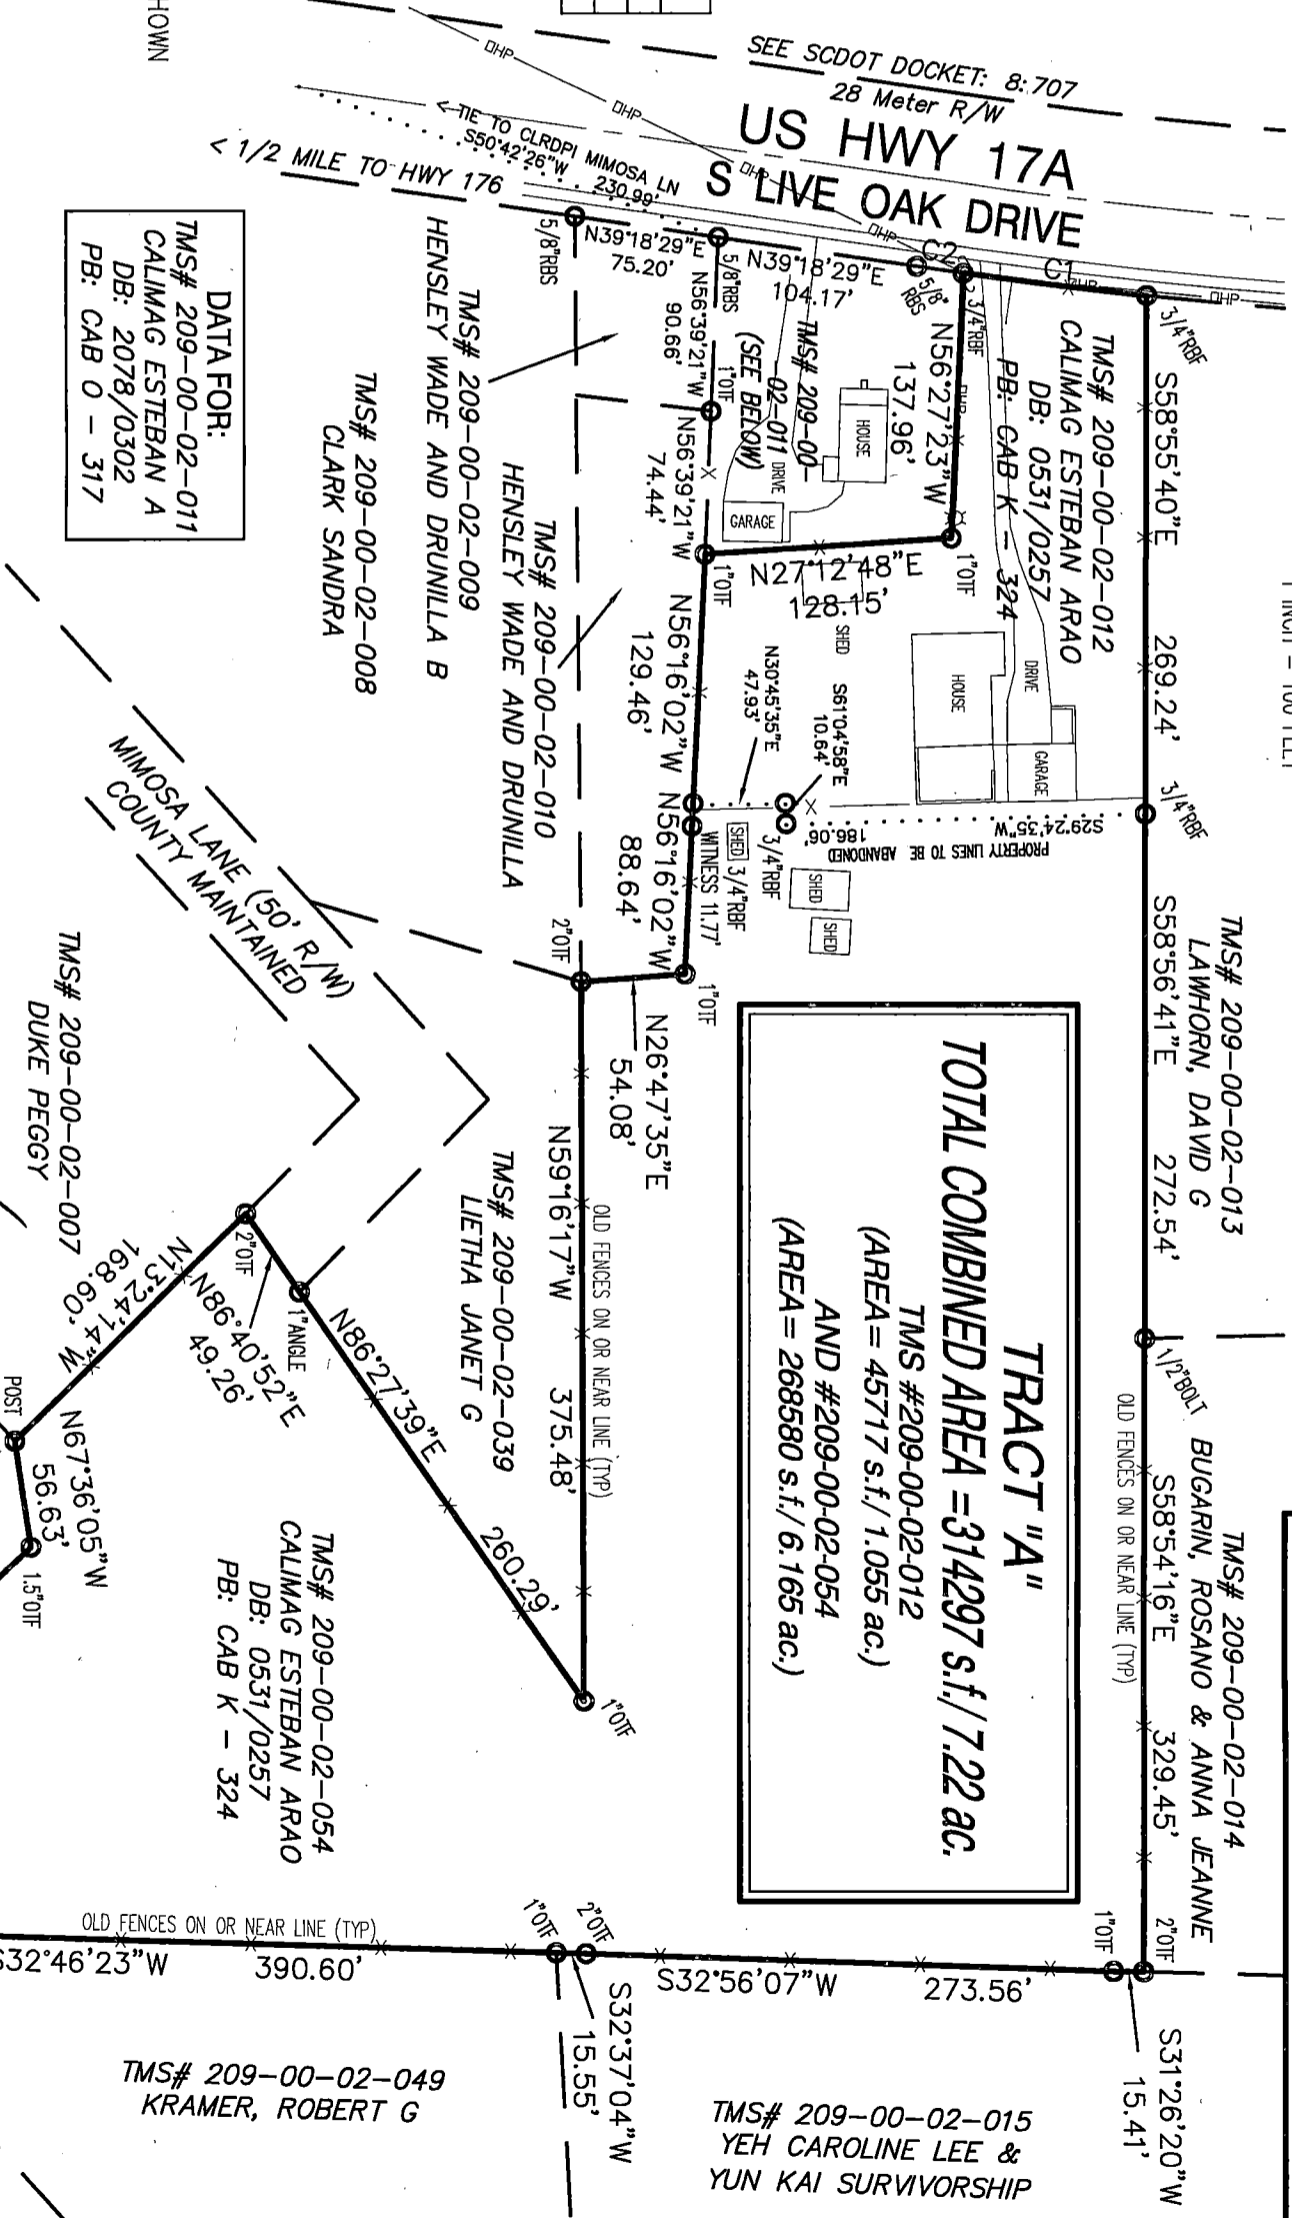 SEE SCDOT DOCKET: 8:707
28 Meter R/W
US HWY 17A
S LIVE OAK DRIVE
OHP
OHP
OHP
OHP
OHP
OHP
OHP
<TIE TO CLRDPI MIMOSA LN
S50°42'26"W 230.99'
< 1/2 MILE TO HWY 176
HOWN
5/8"RBS
N39°18'29"E
75.20'
5/8"RBS
N39°18'29"E
104.17'
5/8"
RBS
C2
C1
3/4"RBF
3/4"RBF
N56°39'21"W
90.66'
1"OTF
N56°39'21"W
74.44'
1"OTF
TMS# 209-00-
02-011
(SEE BELOW)
DRIVE
HOUSE
GARAGE
N56°27'23"W
137.96'
1"OTF
N27°12'48"E
128.15'
TMS# 209-00-02-012
CALIMAG ESTEBAN ARAO
DB: 0531/0257
PB: CAB K - 324
S58°55'40"E 269.24'
3/4"RBF
DRIVE
HOUSE
GARAGE
SHED
N30°45'35"E
47.93'
S61°04'58"E
10.64'
3/4"RBF
S29°24'35"W
186.06'
PROPERTY LINES TO BE ABANDONED
SHED
SHED
SHED
3/4"RBF
WITNESS 11.77'
N56°16'02"W
129.46'
N56°16'02"W
88.64'
1"OTF
N26°47'35"E
54.08'
2"OTF
DATA FOR:
TMS# 209-00-02-011
CALIMAG ESTEBAN A
DB: 2078/0302
PB: CAB O - 317
TMS# 209-00-02-009
HENSLEY WADE AND DRUNILLA B
TMS# 209-00-02-008
CLARK SANDRA
TMS# 209-00-02-010
HENSLEY WADE AND DRUNILLA
MIMOSA LANE (50' R/W)
COUNTY MAINTAINED
TMS# 209-00-02-007
DUKE PEGGY
TMS# 209-00-02-013
LAWHORN, DAVID G
S58°56'41"E 272.54'
1/2"BOLT
TRACT "A"
TOTAL COMBINED AREA =314297 s.f./ 7.22 ac.
TMS #209-00-02-012
(AREA= 45717 s.f./ 1.055 ac.)
AND #209-00-02-054
(AREA= 268580 s.f./ 6.165 ac.)
TMS# 209-00-02-014
BUGARIN, ROSANO & ANNA JEANNE
S58°54'16"E 329.45'
OLD FENCES ON OR NEAR LINE (TYP)
2"OTF
1"OTF
OLD FENCES ON OR NEAR LINE (TYP)
N59°16'17"W 375.48'
TMS# 209-00-02-039
LIETHA JANET G
1"OTF
N86°27'39"E 260.29'
1"ANGLE
N86°40'52"E
49.26'
2"OTF
N13°24'14"W
168.60'
POST
N67°36'05"W
56.63'
1.5"OTF
TMS# 209-00-02-054
CALIMAG ESTEBAN ARAO
DB: 0531/0257
PB: CAB K - 324
S31°26'20"W
15.41'
S32°56'07"W 273.56'
2"OTF
1"OTF
S32°37'04"W
15.55'
OLD FENCES ON OR NEAR LINE (TYP)
S32°46'23"W 390.60'
TMS# 209-00-02-049
KRAMER, ROBERT G
TMS# 209-00-02-015
YEH CAROLINE LEE &
YUN KAI SURVIVORSHIP